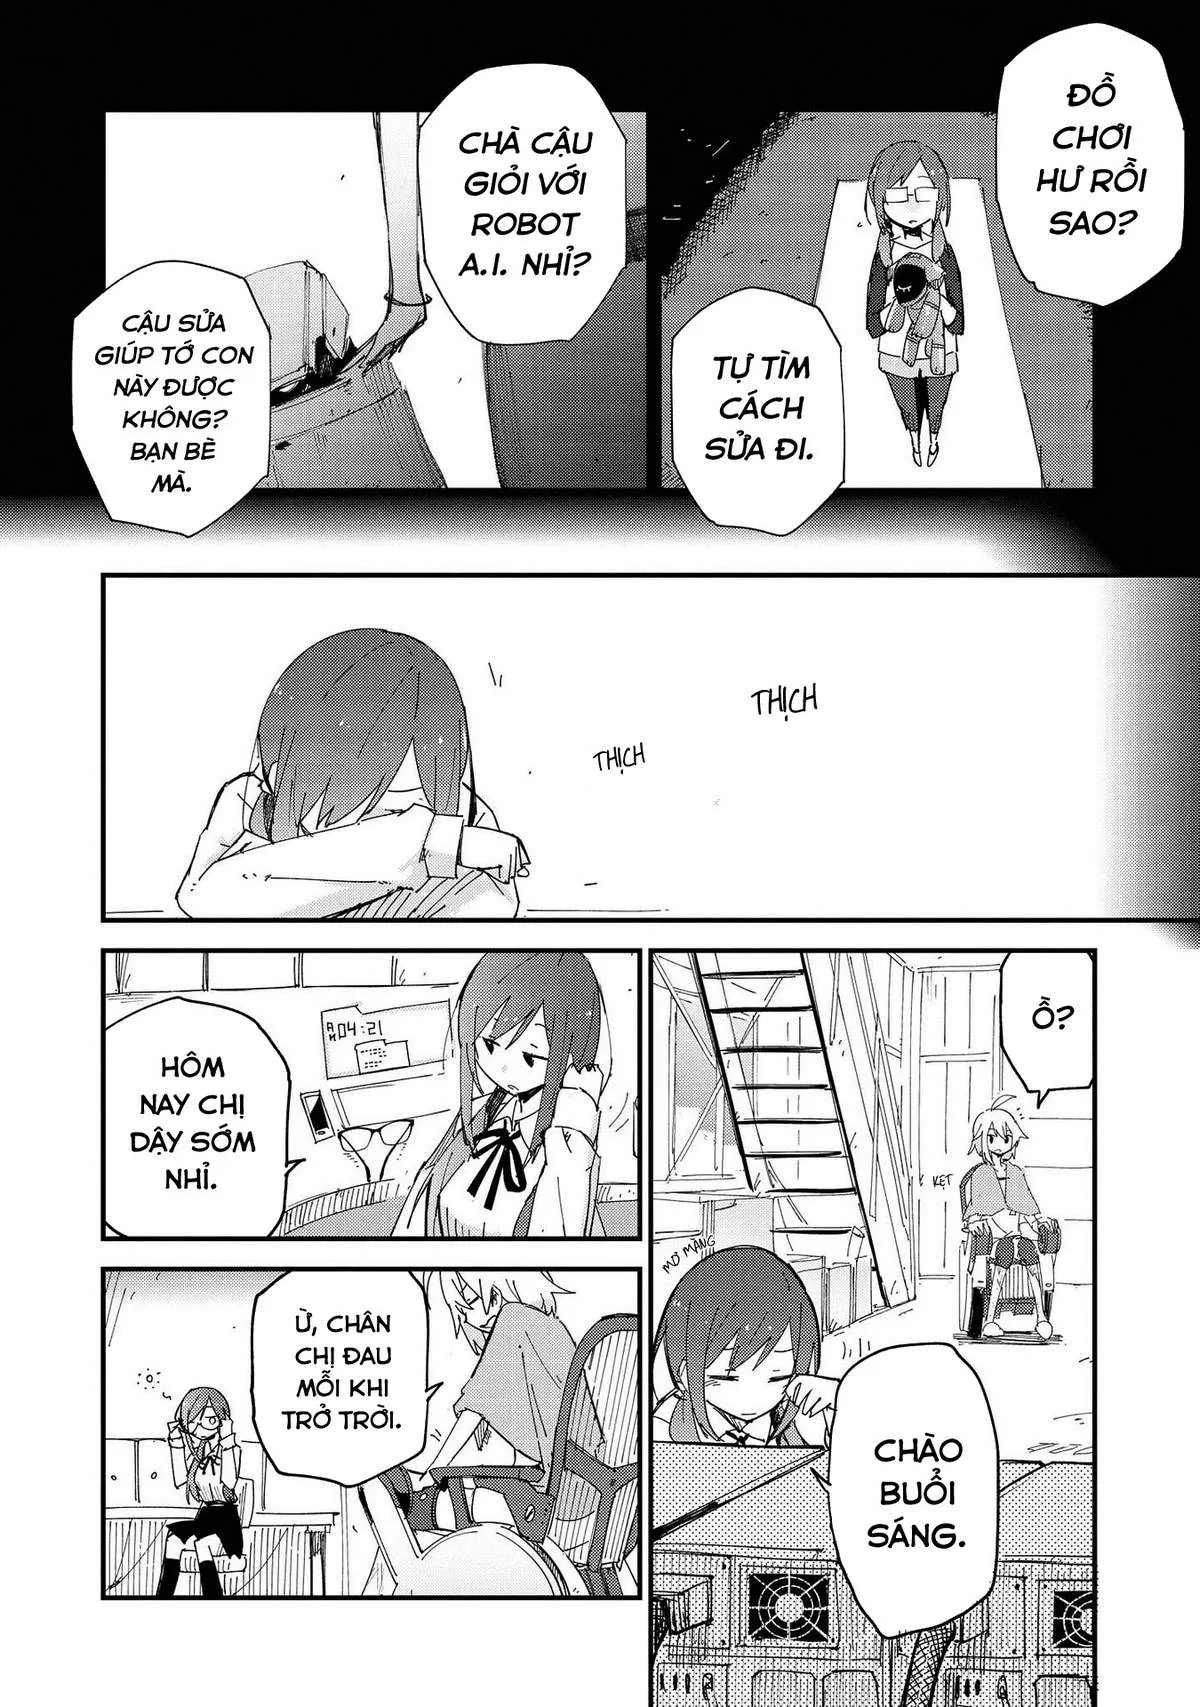 ĐỒ
CHƠI
HƯ RỒI
SAO?
TỰ TÌM
CÁCH
SỬA ĐI.
CHÀ CẬU
GIỎI VỚI
ROBOT
A.I. NHỈ?
CẬU SỬA
GIÚP TỚ CON
NÀY ĐƯỢC
KHÔNG?
BẠN BÈ
MÀ.
THỊCH
THỊCH
Ồ?
KẸT
MƠ MÀNG
CHÀO
BUỔI
SÁNG.
AM 04:21
HÔM
NAY CHỊ
DẬY SỚM
NHỈ.
Ừ, CHÂN
CHỊ ĐAU
MỖI KHI
TRỞ TRỜI.